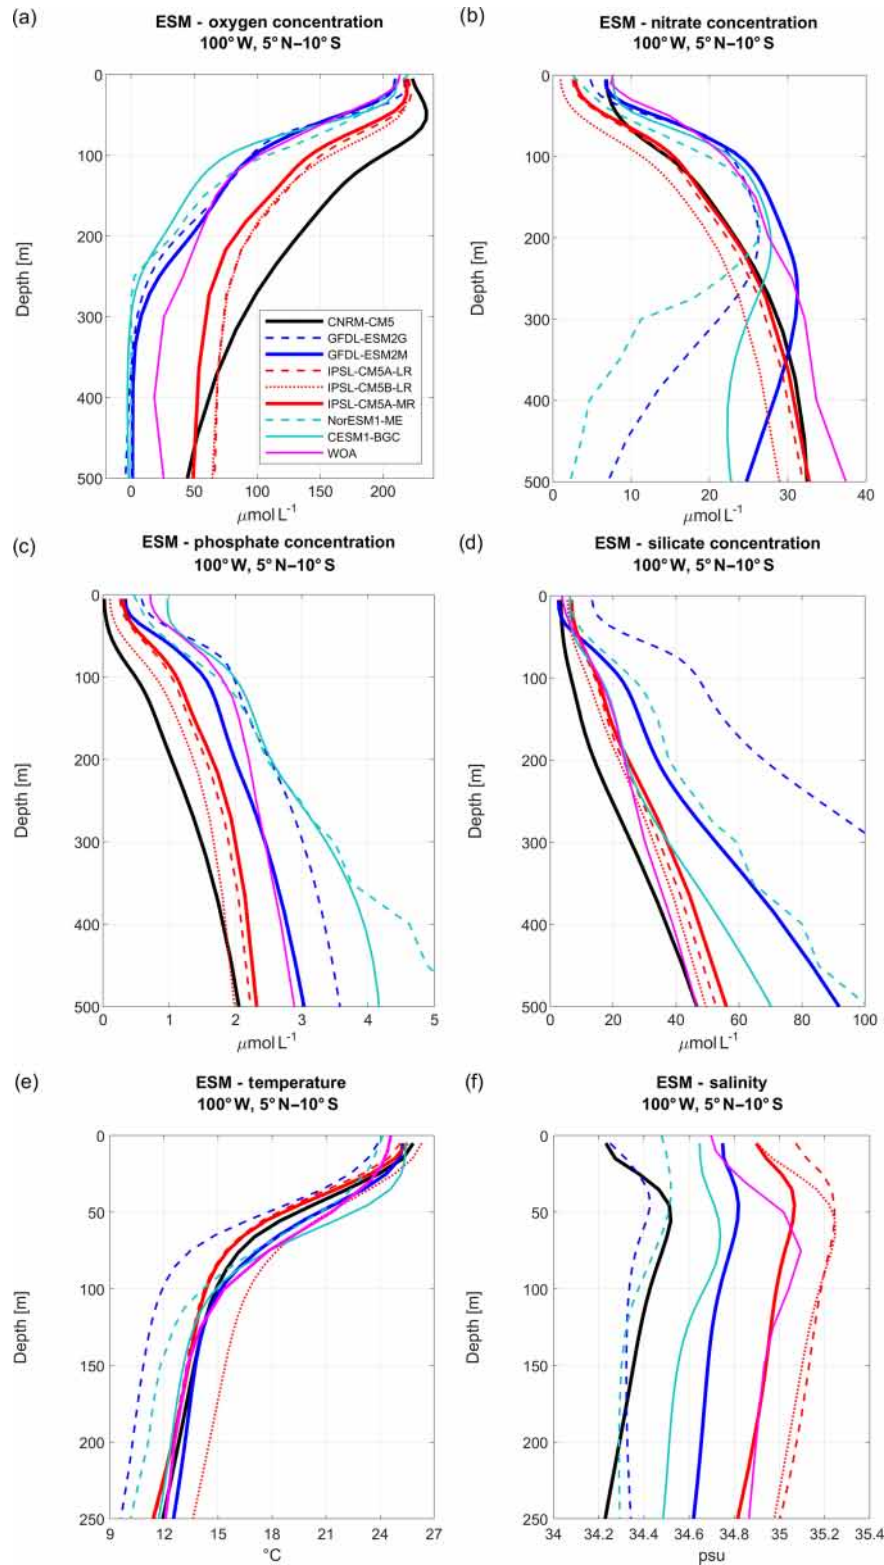 (a)
ESM - oxygen concentration
100°W, 5°N–10°S
0
100
200
300
400
500
Depth [m]
0 50 100 150 200
μmol L⁻¹
CNRM-CM5
GFDL-ESM2G
GFDL-ESM2M
IPSL-CM5A-LR
IPSL-CM5B-LR
IPSL-CM5A-MR
NorESM1-ME
CESM1-BGC
WOA
(b)
ESM - nitrate concentration
100°W, 5°N–10°S
0
100
200
300
400
500
Depth [m]
0 10 20 30 40
μmol L⁻¹
(c)
ESM - phosphate concentration
100°W, 5°N–10°S
0
100
200
300
400
500
Depth [m]
0 1 2 3 4 5
μmol L⁻¹
(d)
ESM - silicate concentration
100°W, 5°N–10°S
0
100
200
300
400
500
Depth [m]
0 20 40 60 80 100
μmol L⁻¹
(e)
ESM - temperature
100°W, 5°N–10°S
0
50
100
150
200
250
Depth [m]
9 12 15 18 21 24 27
°C
(f)
ESM - salinity
100°W, 5°N–10°S
0
50
100
150
200
250
Depth [m]
34 34.2 34.4 34.6 34.8 35 35.2 35.4
psu